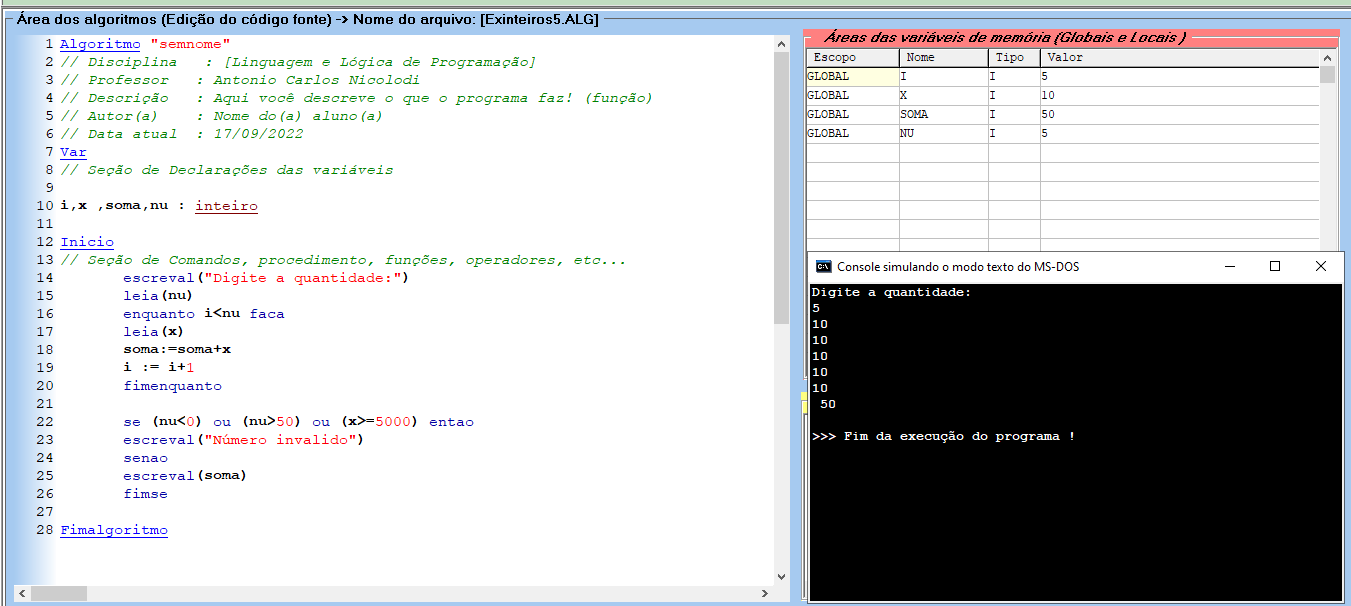 Área dos algoritmos (Edição do código fonte) -> Nome do arquivo: [Exinteiros5.ALG]
1 Algoritmo "semnome"
2 // Disciplina   : [Linguagem e Lógica de Programação]
3 // Professor   : Antonio Carlos Nicolodi
4 // Descrição   : Aqui você descreve o que o programa faz! (função)
5 // Autor(a)    : Nome do(a) aluno(a)
6 // Data atual  : 17/09/2022
7 Var
8 // Seção de Declarações das variáveis
9
10 i,x ,soma,nu : inteiro
11
12 Inicio
13 // Seção de Comandos, procedimento, funções, operadores, etc...
14 escreval("Digite a quantidade:")
15 leia(nu)
16 enquanto i<nu faca
17 leia(x)
18 soma:=soma+x
19 i := i+1
20 fimenquanto
21
22 se (nu<0) ou (nu>50) ou (x>=5000) entao
23 escreval("Número invalido")
24 senao
25 escreval(soma)
26 fimse
27
28 Fimalgoritmo
Áreas das variáveis de memória (Globais e Locais )
Escopo Nome Tipo Valor
GLOBAL I I 5
GLOBAL X I 10
GLOBAL SOMA I 50
GLOBAL NU I 5
Console simulando o modo texto do MS-DOS
Digite a quantidade:
5
10
10
10
10
10
50
>>> Fim da execução do programa !